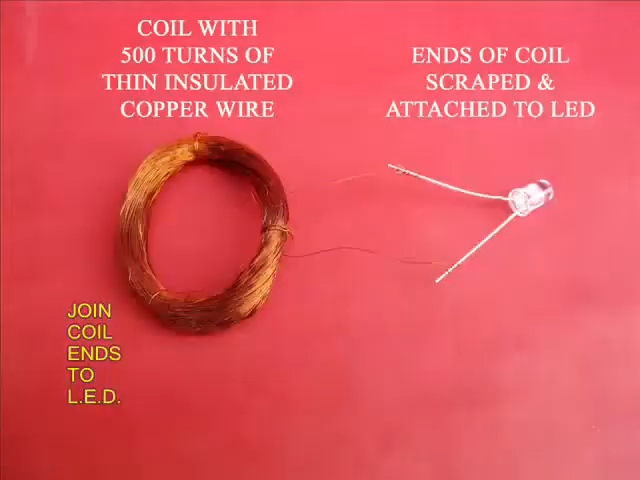 COIL WITH
500 TURNS OF
THIN INSULATED
COPPER WIRE
ENDS OF COIL
SCRAPED &
ATTACHED TO LED
JOIN
COIL
ENDS
TO
L.E.D.